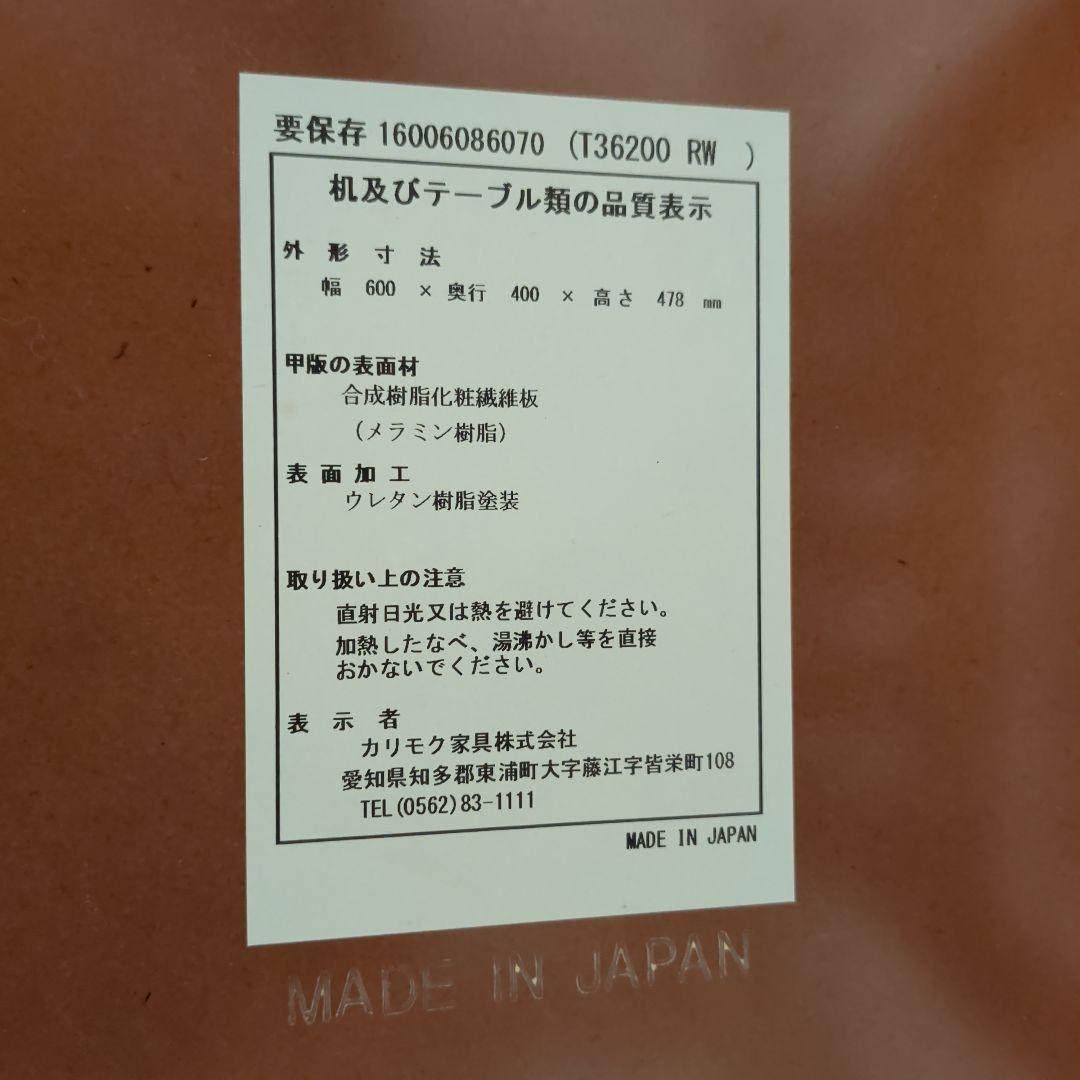 要保存 16006086070 (T36200 RW )
机及びテーブル類の品質表示
外形寸法
幅 600 × 奥行 400 × 高さ 478 mm
甲版の表面材
合成樹脂化粧繊維板
(メラミン樹脂)
表面加工
ウレタン樹脂塗装
取り扱い上の注意
直射日光又は熱を避けてください。
加熱したなべ、湯沸かし等を直接
おかないでください。
表示者
カリモク家具株式会社
愛知県知多郡東浦町大字藤江字皆栄町108
TEL(0562)83-1111
MADE IN JAPAN
MADE IN JAPAN